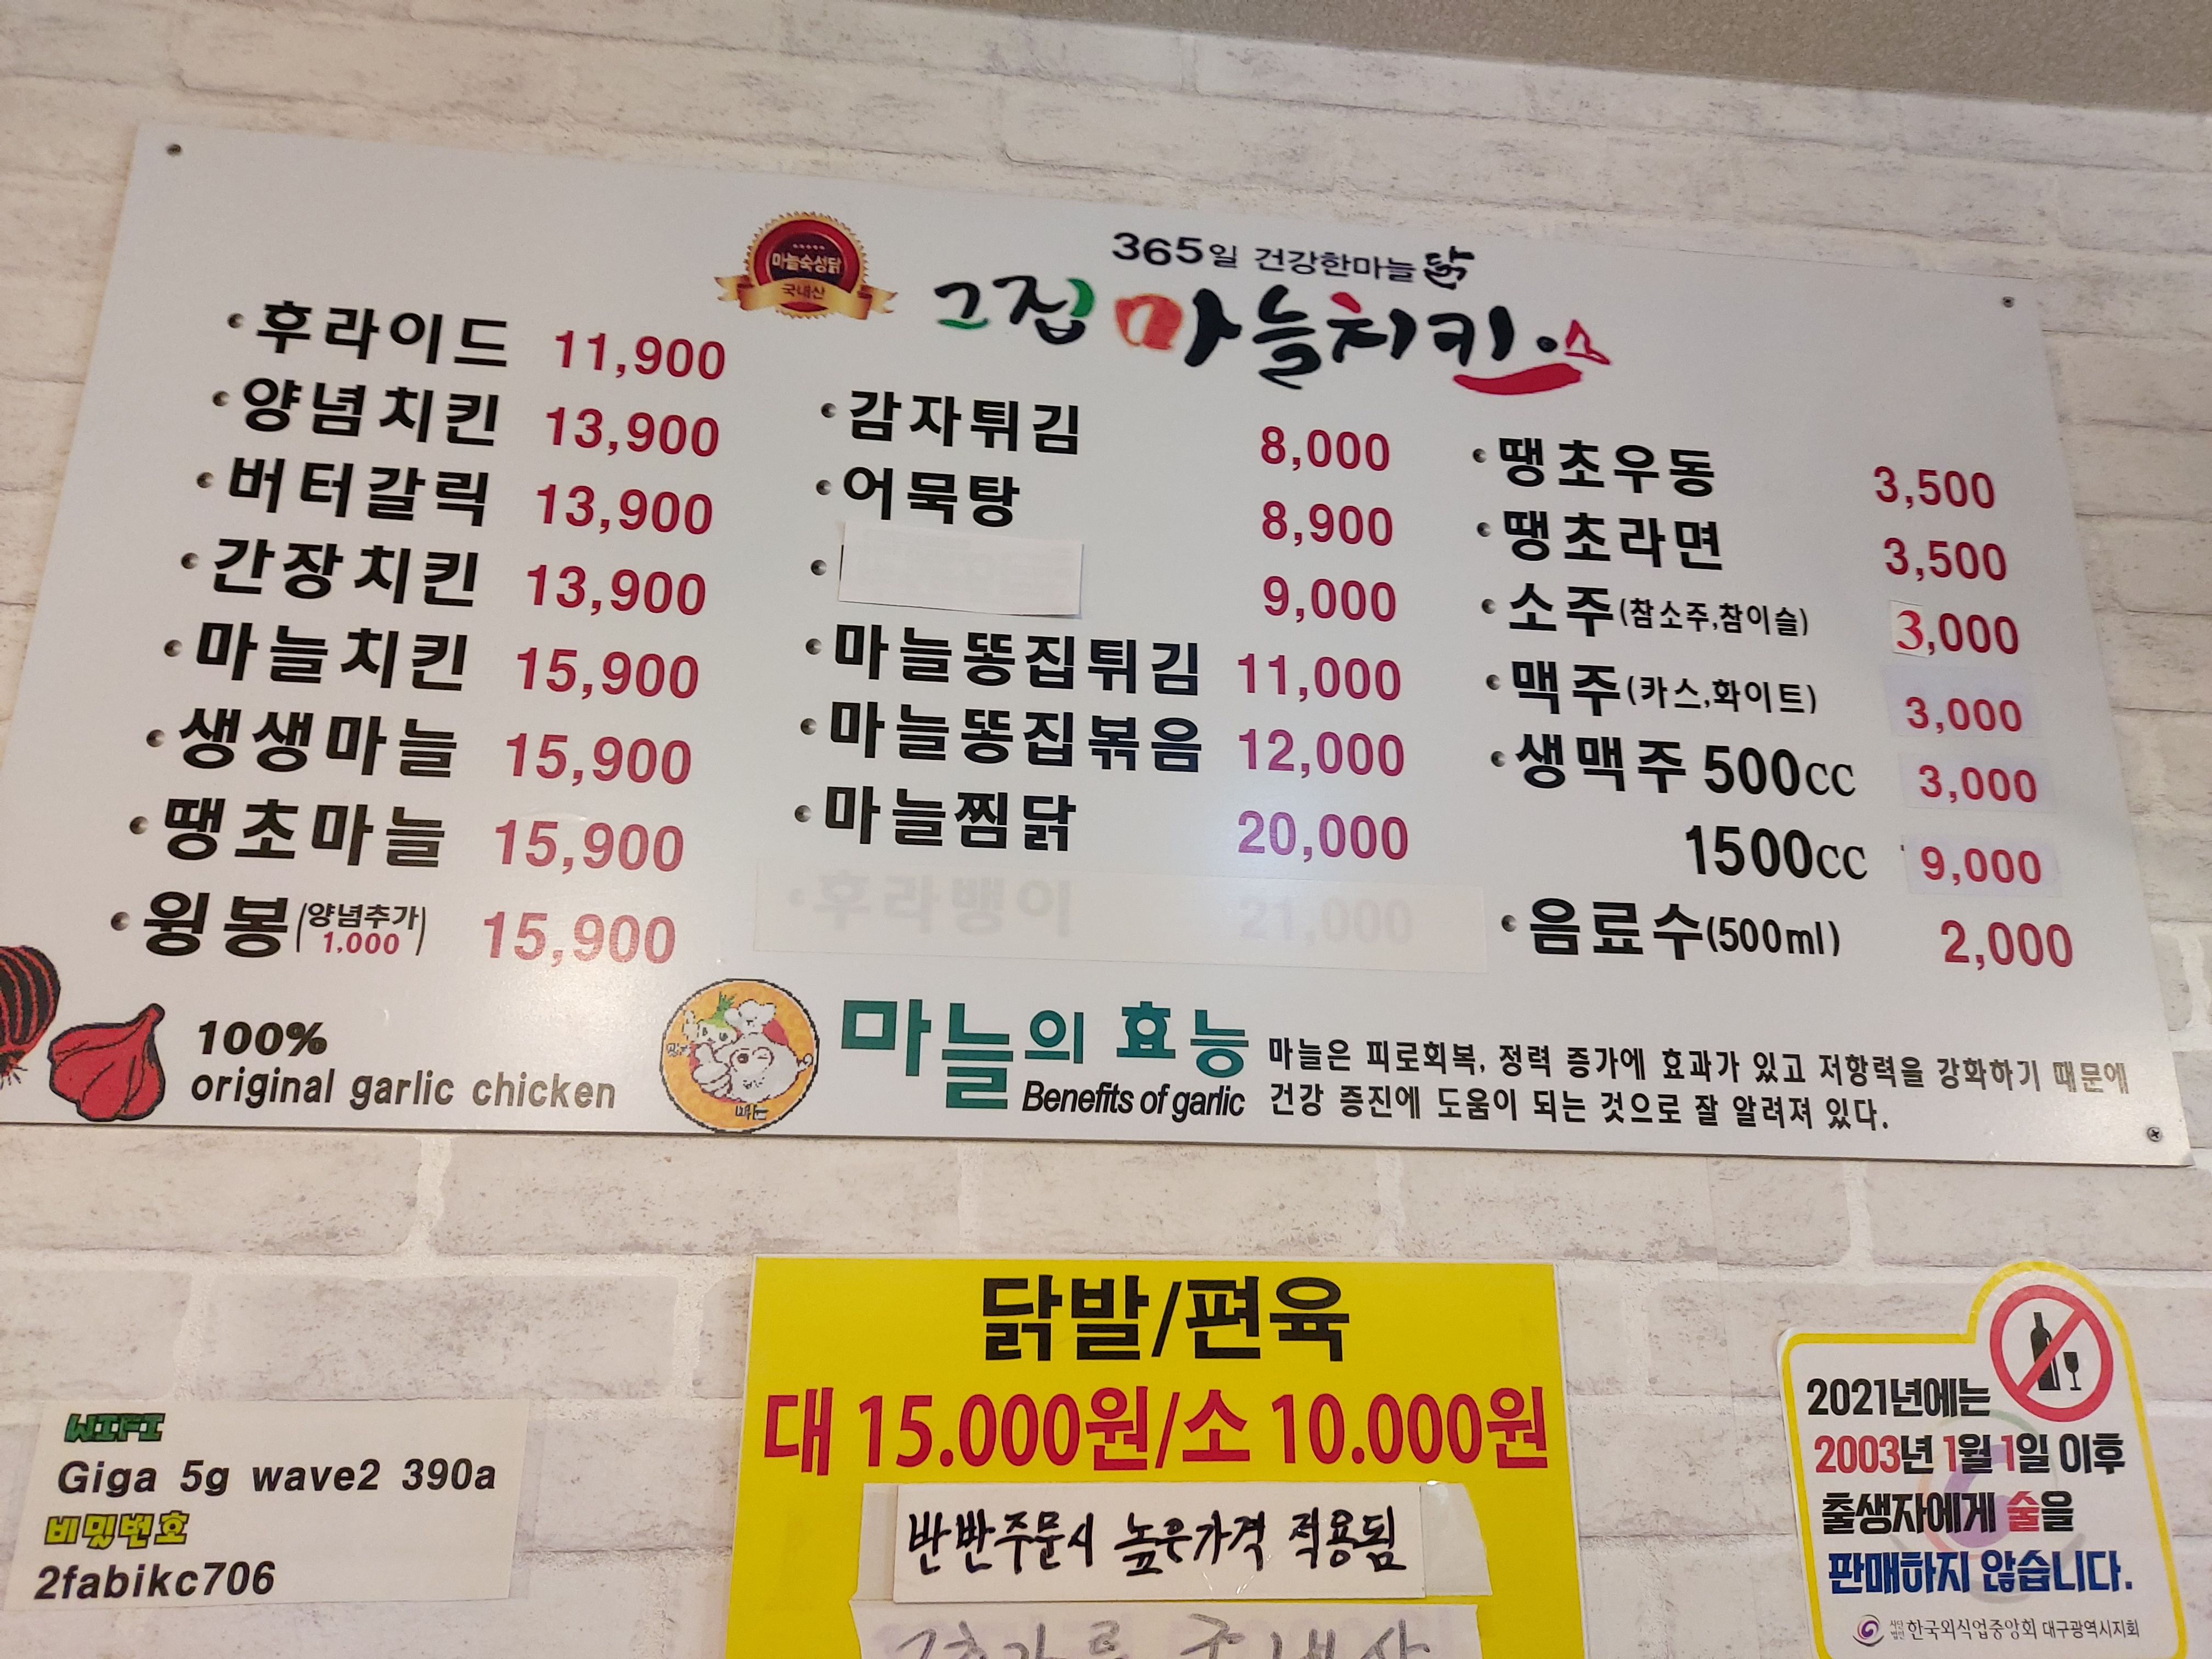 365일 건강한마늘닭
그집 마늘치킨.스
마늘숙성닭
국내산
후라이드 11,900
양념치킨 13,900
버터갈릭 13,900
간장치킨 13,900
마늘치킨 15,900
생생마늘 15,900
땡초마늘 15,900
윙봉(양념추가 1,000) 15,900
감자튀김 8,000
어묵탕 8,900
9,000
마늘똥집튀김 11,000
마늘똥집볶음 12,000
마늘찜닭 20,000
후라뱅이 21,000
땡초우동 3,500
땡초라면 3,500
소주(참소주,참이슬) 3,000
맥주(카스,화이트) 3,000
생맥주 500cc 3,000
1500cc 9,000
음료수(500ml) 2,000
100%
original garlic chicken
마늘의 효능
Benefits of garlic
마늘은 피로회복, 정력 증가에 효과가 있고 저항력을 강화하기 때문에
건강 증진에 도움이 되는 것으로 잘 알려져 있다.
WIFI
Giga 5g wave2 390a
비밀번호
2fabikc706
닭발/편육
대 15.000원/소 10.000원
반반주문시 높은가격 적용됨
2021년에는
2003년 1월 1일 이후
출생자에게 술을
판매하지 않습니다.
사단법인 한국외식업중앙회 대구광역시지회